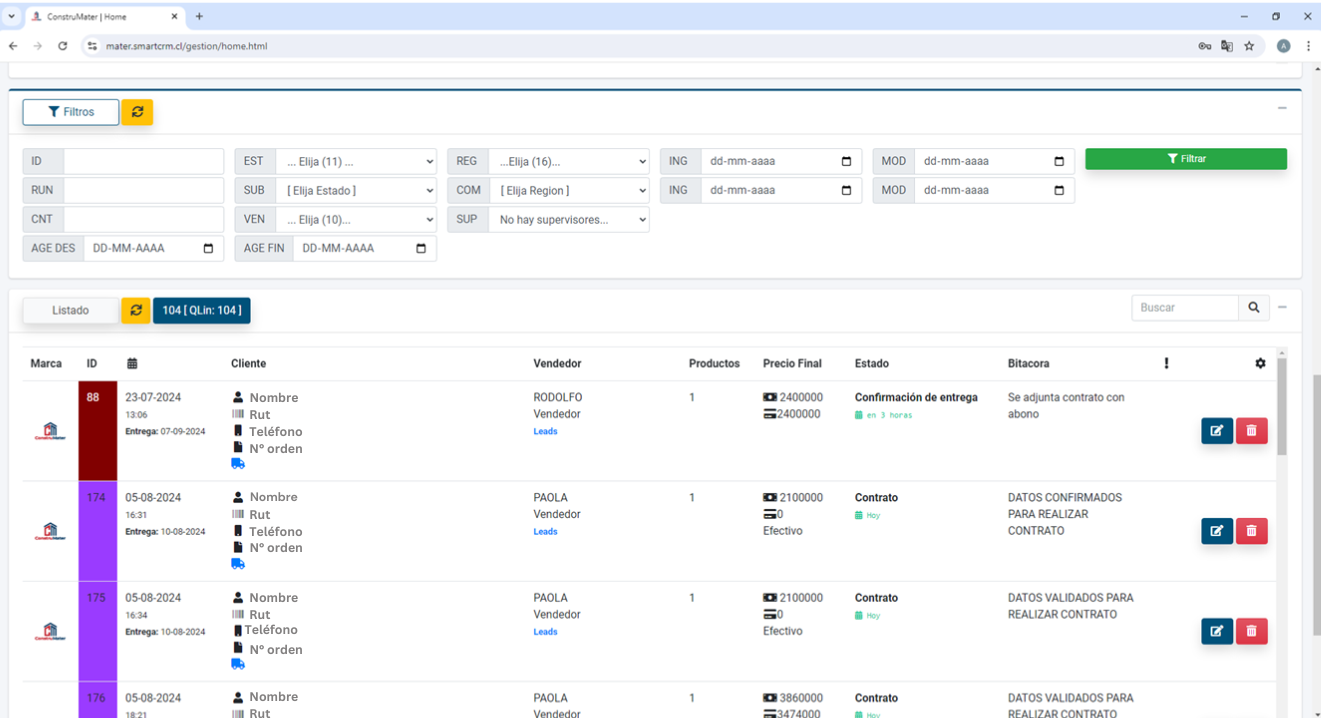 ConstruMater | Home
mater.smartcrm.cl/gestion/home.html
A
Filtros
ID
EST ... Elija (11) ...
REG ...Elija (16)...
ING dd-mm-aaaa
MOD dd-mm-aaaa
Filtrar
RUN
SUB [ Elija Estado ]
COM [ Elija Region ]
ING dd-mm-aaaa
MOD dd-mm-aaaa
CNT
VEN ... Elija (10)...
SUP No hay supervisores...
AGE DES DD-MM-AAAA
AGE FIN DD-MM-AAAA
Listado
104 [ QLin: 104 ]
Buscar
Marca ID Cliente Vendedor Productos Precio Final Estado Bitacora !
ConstruMater
88
23-07-2024
13:06
Entrega: 07-09-2024
Nombre
Rut
Teléfono
Nº orden
RODOLFO
Vendedor
Leads
1
2400000
2400000
Confirmación de entrega
en 3 horas
Se adjunta contrato con
abono
ConstruMater
174
05-08-2024
16:31
Entrega: 10-08-2024
Nombre
Rut
Teléfono
Nº orden
PAOLA
Vendedor
Leads
1
2100000
0
Efectivo
Contrato
Hoy
DATOS CONFIRMADOS
PARA REALIZAR
CONTRATO
ConstruMater
175
05-08-2024
16:34
Entrega: 10-08-2024
Nombre
Rut
Teléfono
Nº orden
PAOLA
Vendedor
Leads
1
2100000
0
Efectivo
Contrato
Hoy
DATOS VALIDADOS PARA
REALIZAR CONTRATO
176
05-08-2024
18:21
Nombre
Rut
PAOLA
Vendedor
1
3860000
3474000
Contrato
Hoy
DATOS VALIDADOS PARA
REALIZAR CONTRATO